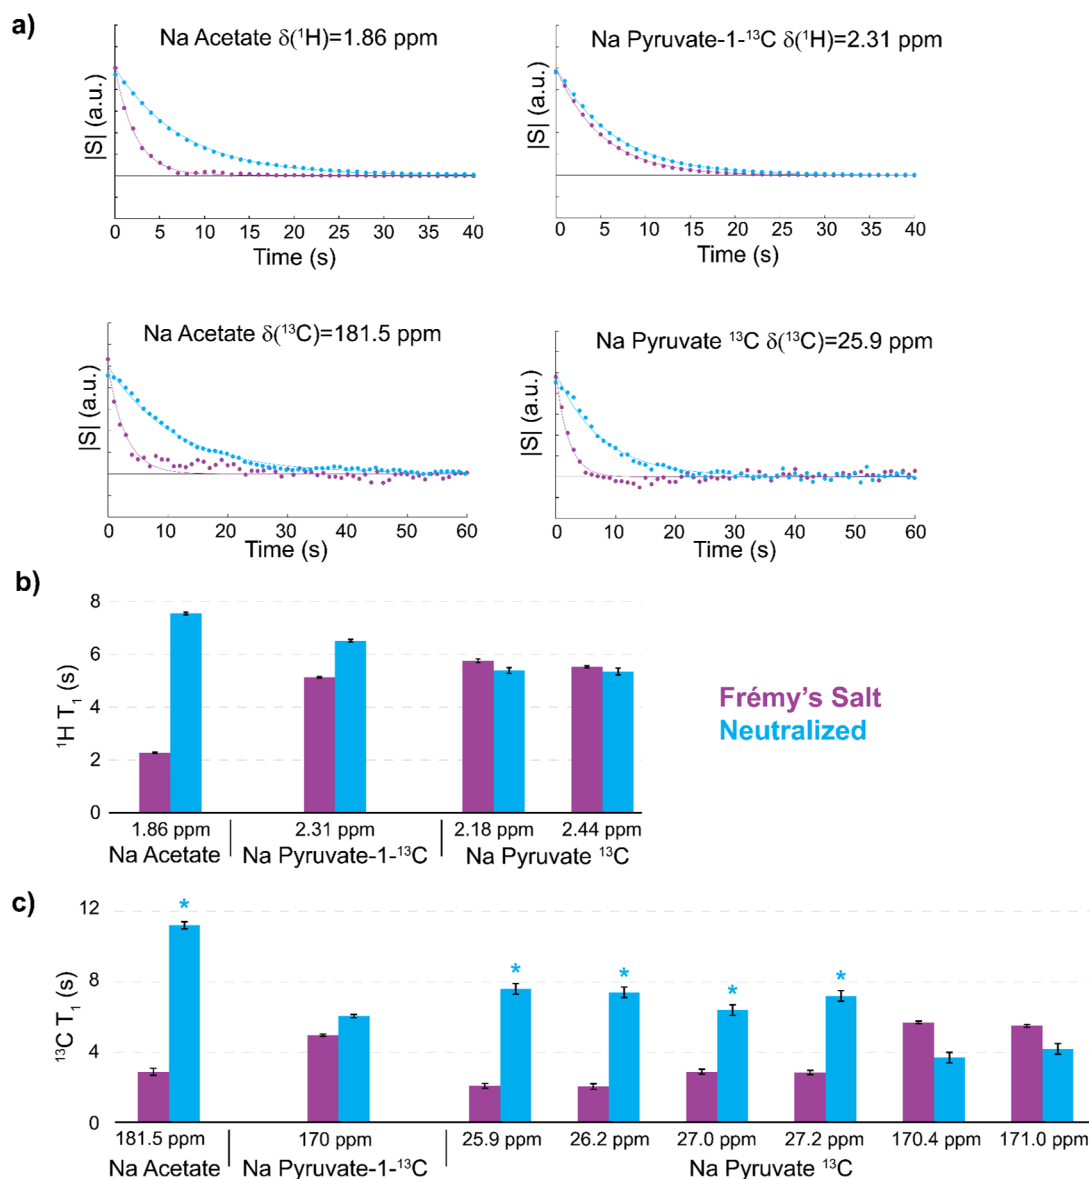 a)
Na Acetate δ(¹H)=1.86 ppm
Na Pyruvate-1-¹³C δ(¹H)=2.31 ppm
|S| (a.u.)
|S| (a.u.)
0 5 10 15 20 25 30 35 40
0 5 10 15 20 25 30 35 40
Time (s)
Time (s)
Na Acetate δ(¹³C)=181.5 ppm
Na Pyruvate ¹³C δ(¹³C)=25.9 ppm
|S| (a.u.)
|S| (a.u.)
0 10 20 30 40 50 60
0 10 20 30 40 50 60
Time (s)
Time (s)
b)
8
6
4
2
0
¹H T₁ (s)
Frémy's Salt
Neutralized
1.86 ppm 2.31 ppm 2.18 ppm 2.44 ppm
Na Acetate | Na Pyruvate-1-¹³C | Na Pyruvate ¹³C
c)
12
8
4
0
¹³C T₁ (s)
* * * * *
181.5 ppm 170 ppm 25.9 ppm 26.2 ppm 27.0 ppm 27.2 ppm 170.4 ppm 171.0 ppm
Na Acetate | Na Pyruvate-1-¹³C | Na Pyruvate ¹³C